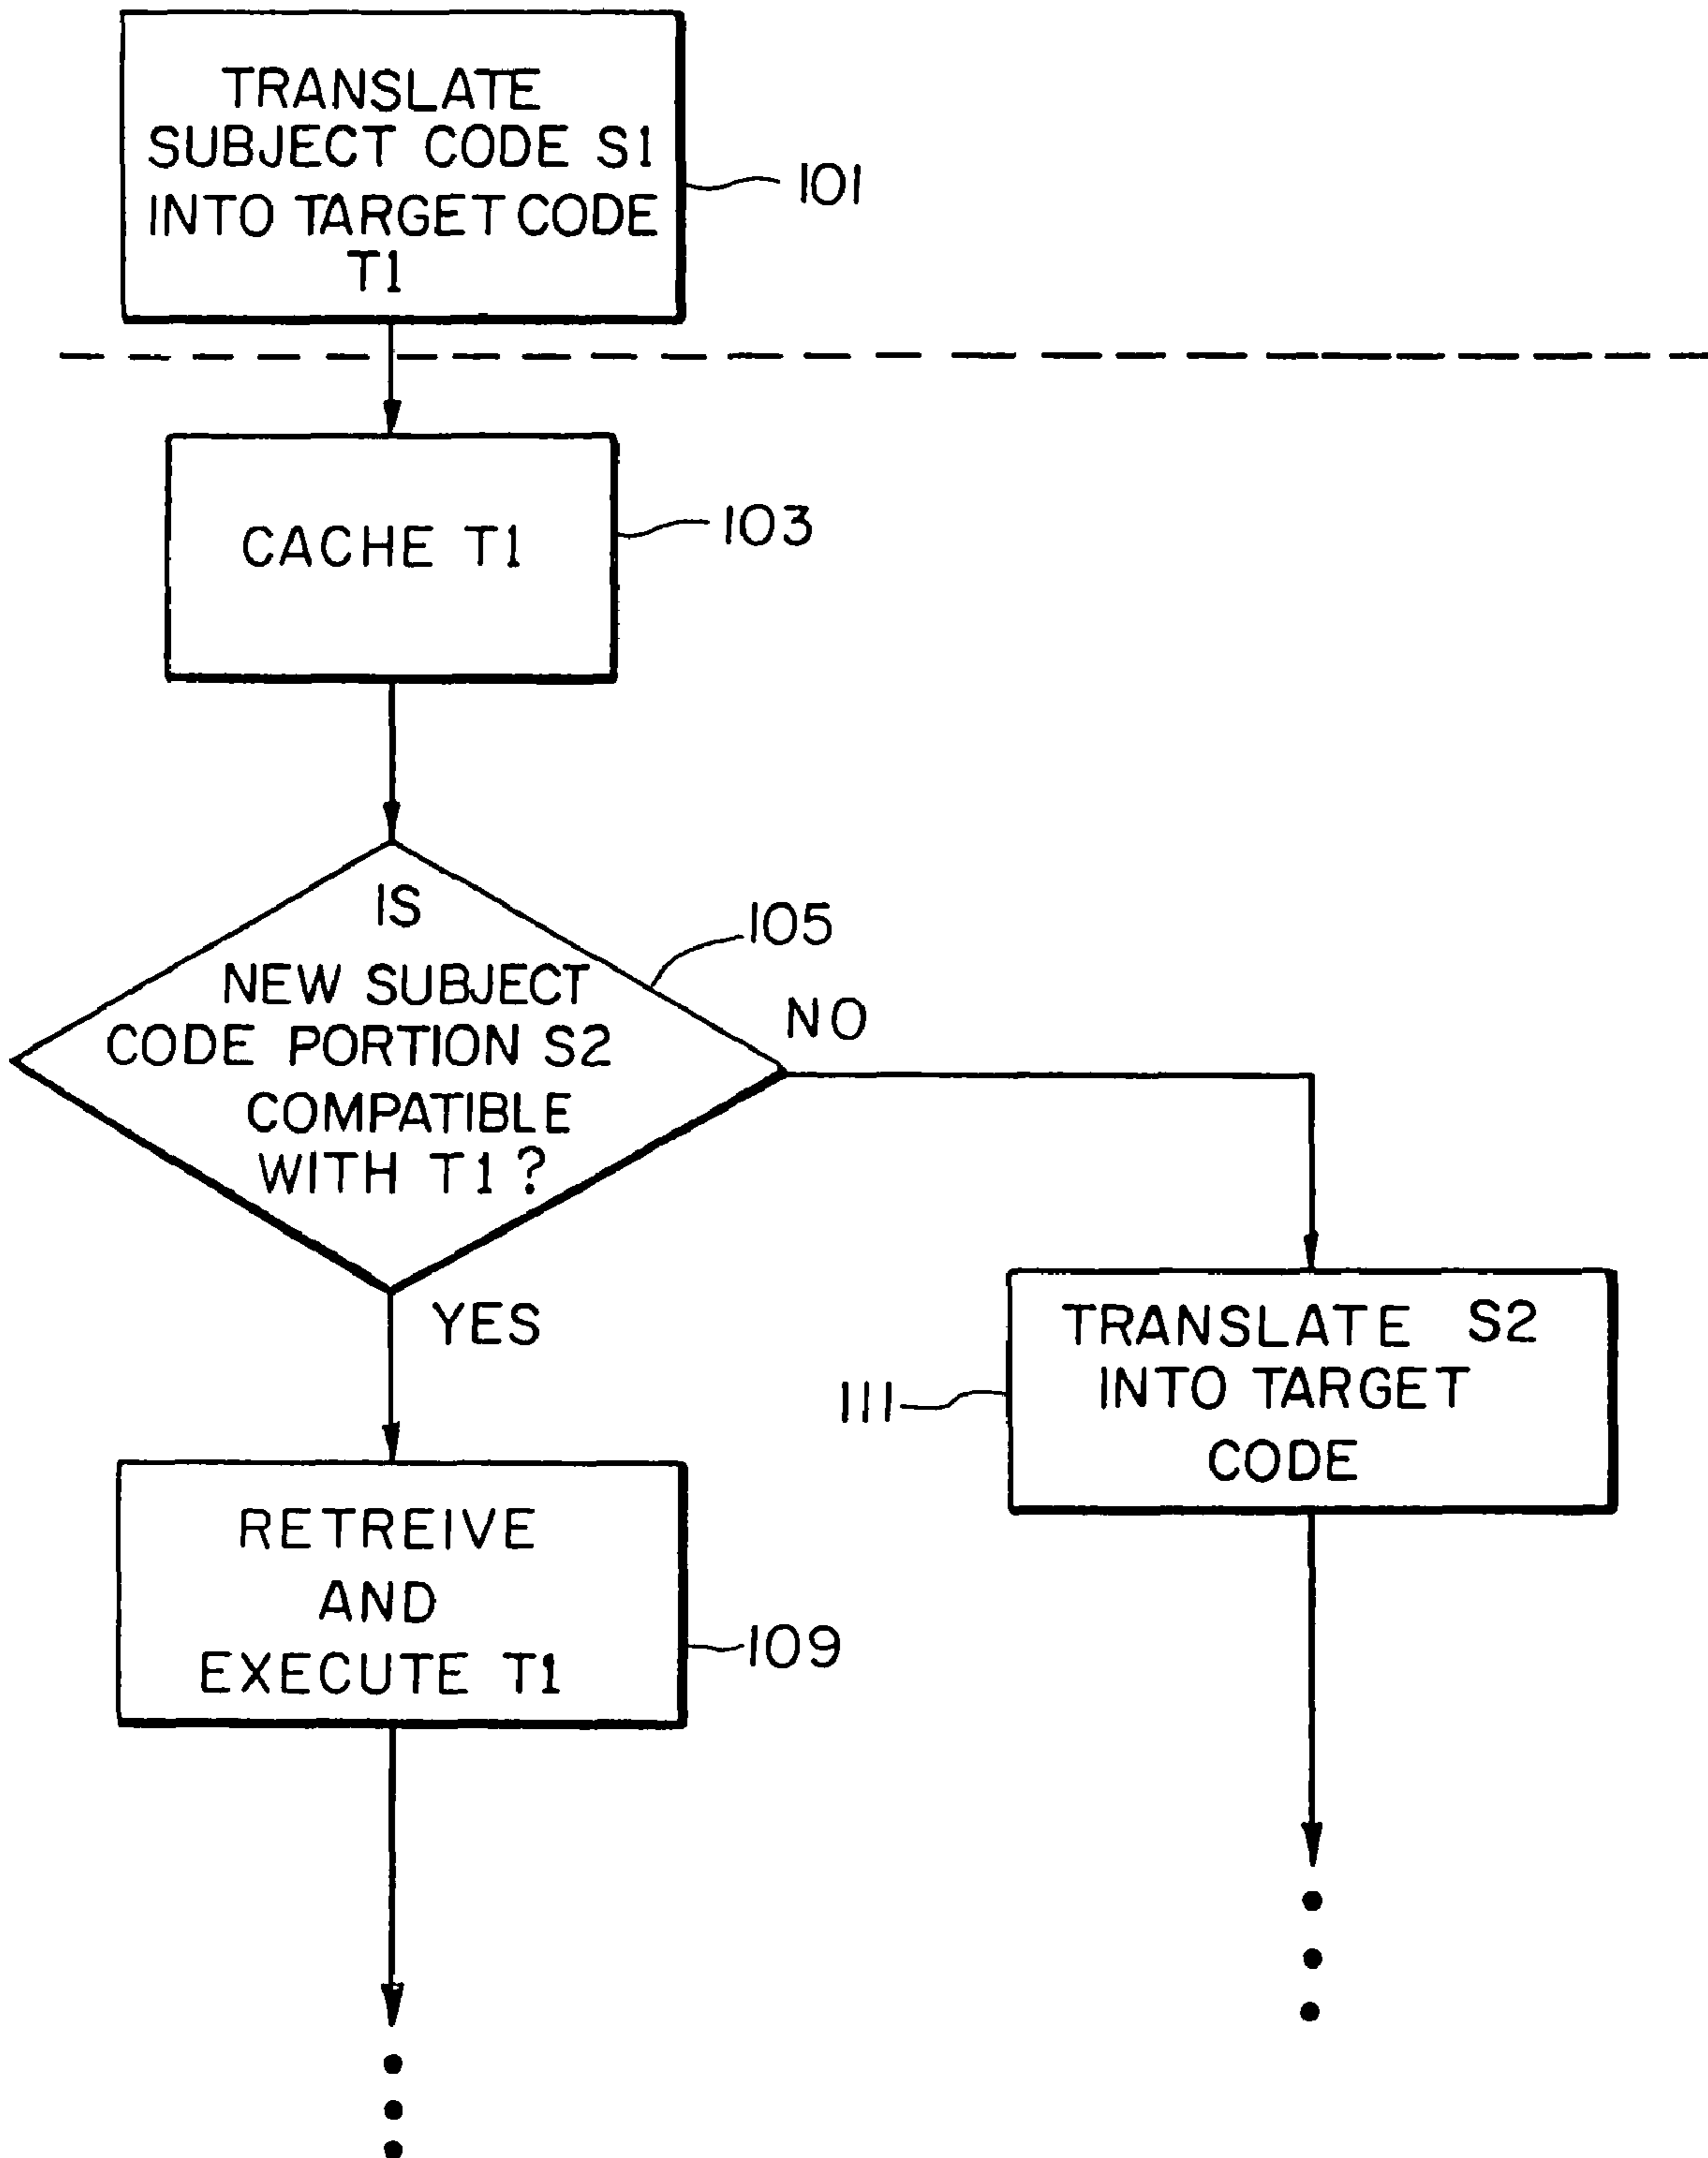 TRANSLATE
SUBJECT CODE S1
INTO TARGET CODE
T1
101
CACHE T1
103
IS
NEW SUBJECT
CODE PORTION S2
COMPATIBLE
WITH T1?
105
NO
YES
TRANSLATE S2
INTO TARGET
CODE
111
RETREIVE
AND
EXECUTE T1
109